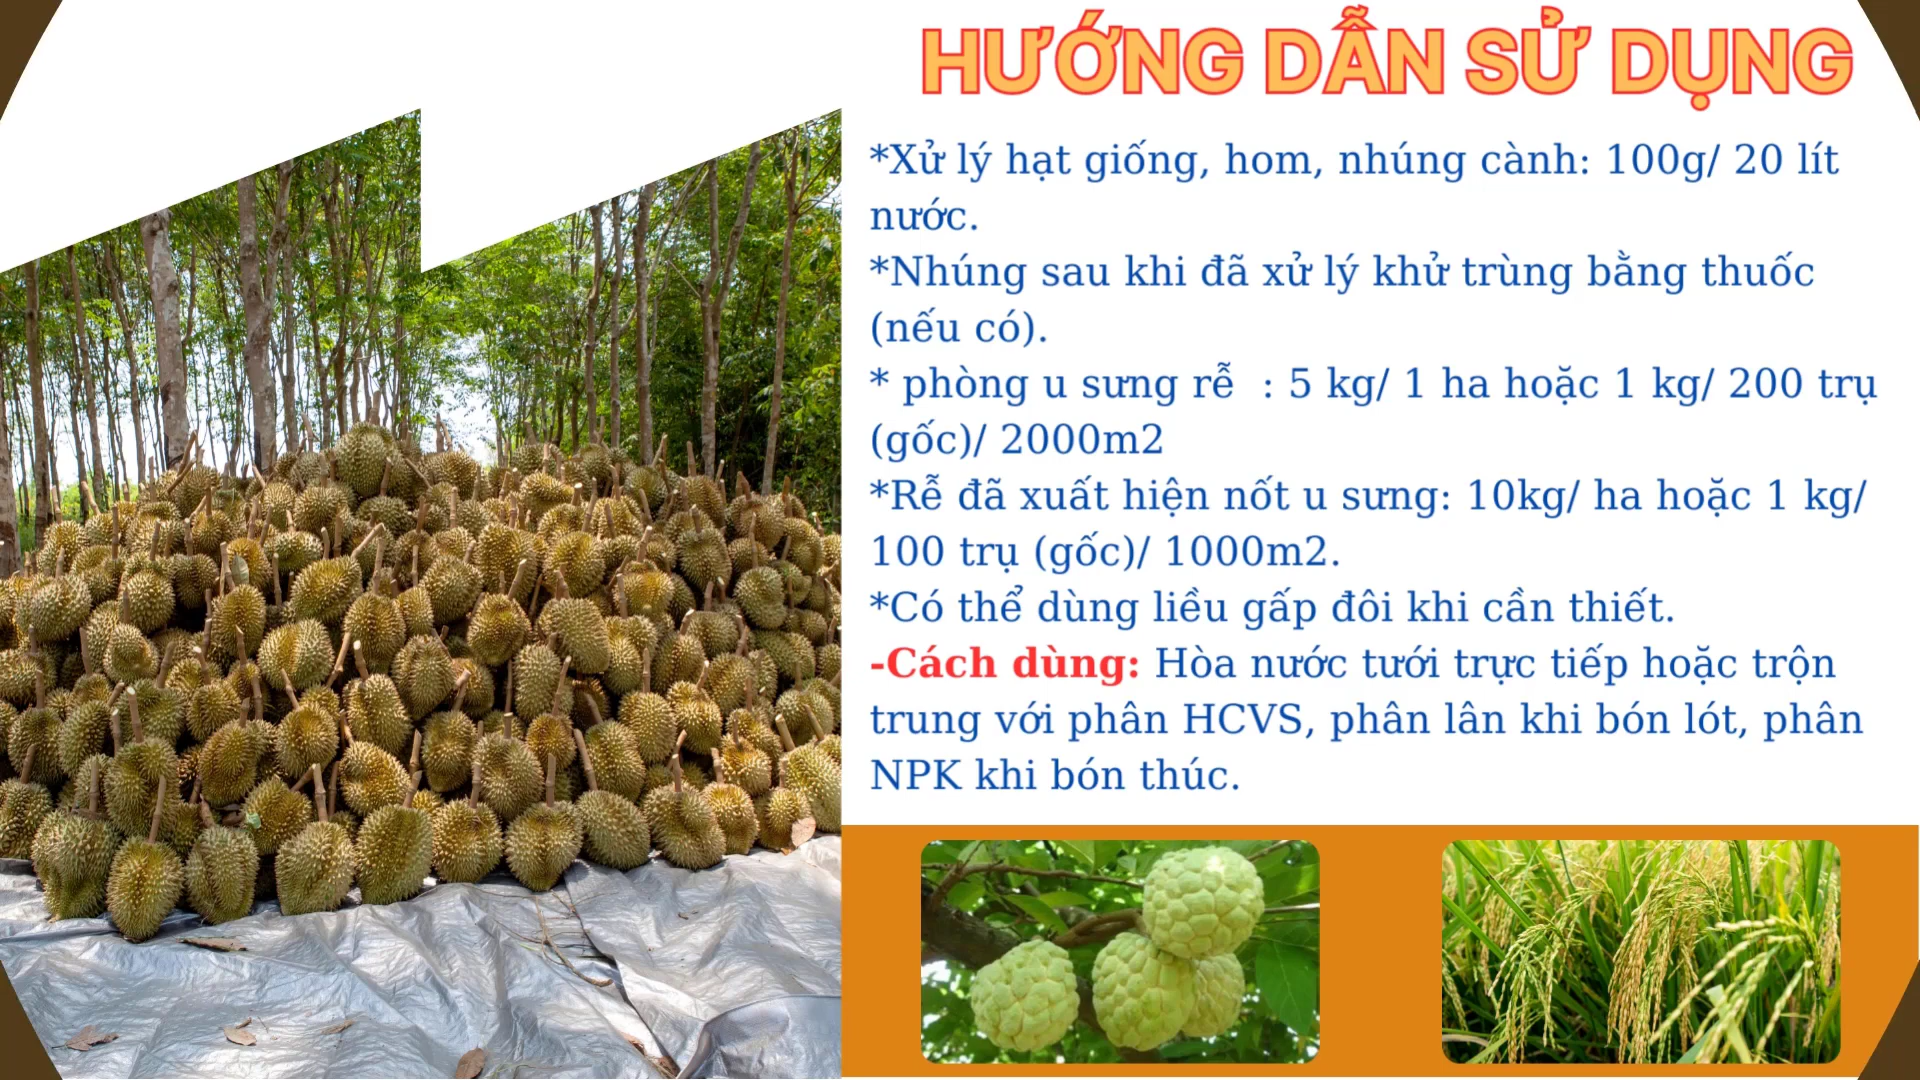 HƯỚNG DẪN SỬ DỤNG
*Xử lý hạt giống, hom, nhúng cành: 100g/ 20 lít
nước.
*Nhúng sau khi đã xử lý khử trùng bằng thuốc
(nếu có).
* phòng u sưng rễ  : 5 kg/ 1 ha hoặc 1 kg/ 200 trụ
(gốc)/ 2000m2
*Rễ đã xuất hiện nốt u sưng: 10kg/ ha hoặc 1 kg/
100 trụ (gốc)/ 1000m2.
*Có thể dùng liều gấp đôi khi cần thiết.
-Cách dùng: Hòa nước tưới trực tiếp hoặc trộn
trung với phân HCVS, phân lân khi bón lót, phân
NPK khi bón thúc.